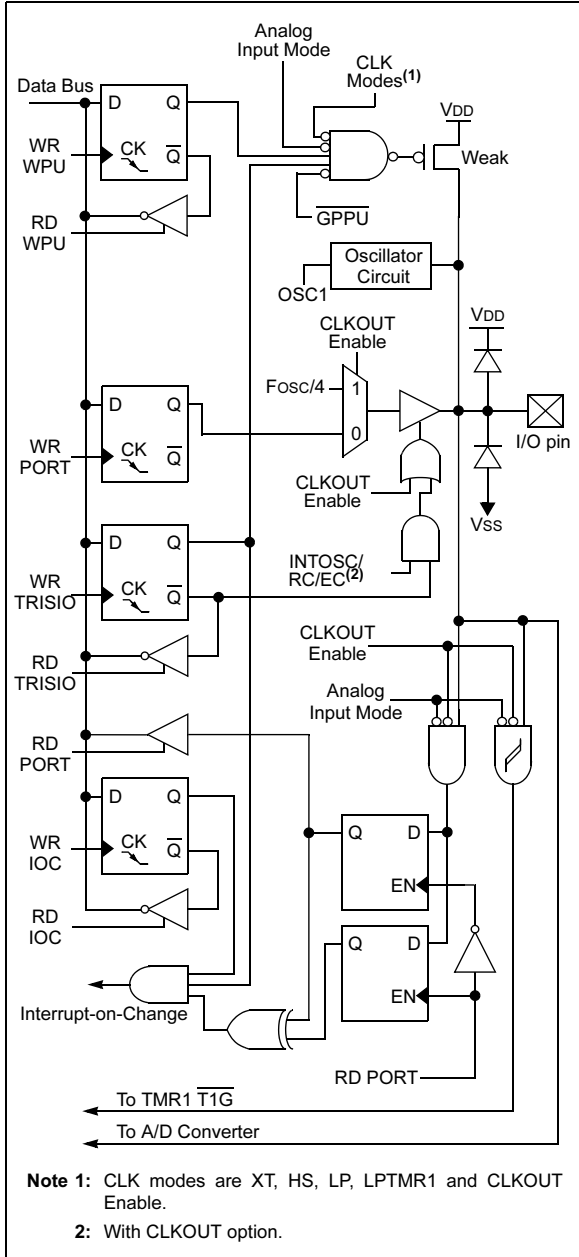 Analog
Input Mode
CLK
Modes(1)
Data Bus
D Q
VDD
WR
WPU
CK
Q
Weak
RD
WPU
GPPU
Oscillator
Circuit
OSC1
CLKOUT
Enable
VDD
FOSC/4
1
D Q
0
I/O pin
WR
PORT
CK
Q
CLKOUT
Enable
VSS
D Q
INTOSC/
RC/EC(2)
WR
TRISIO
CK
Q
CLKOUT
Enable
RD
TRISIO
Analog
Input Mode
RD
PORT
D Q
Q D
WR
IOC
CK
Q
EN
RD
IOC
Q D
EN
Interrupt-on-Change
RD PORT
To TMR1 T1G
To A/D Converter
Note 1: CLK modes are XT, HS, LP, LPTMR1 and CLKOUT
Enable.
2: With CLKOUT option.